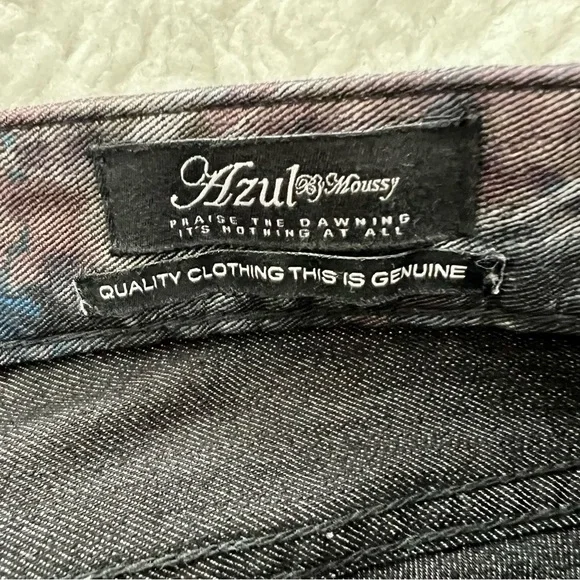 Azul By Moussy
PRAISE THE DAWNING
IT'S NOTHING AT ALL
QUALITY CLOTHING THIS IS GENUINE